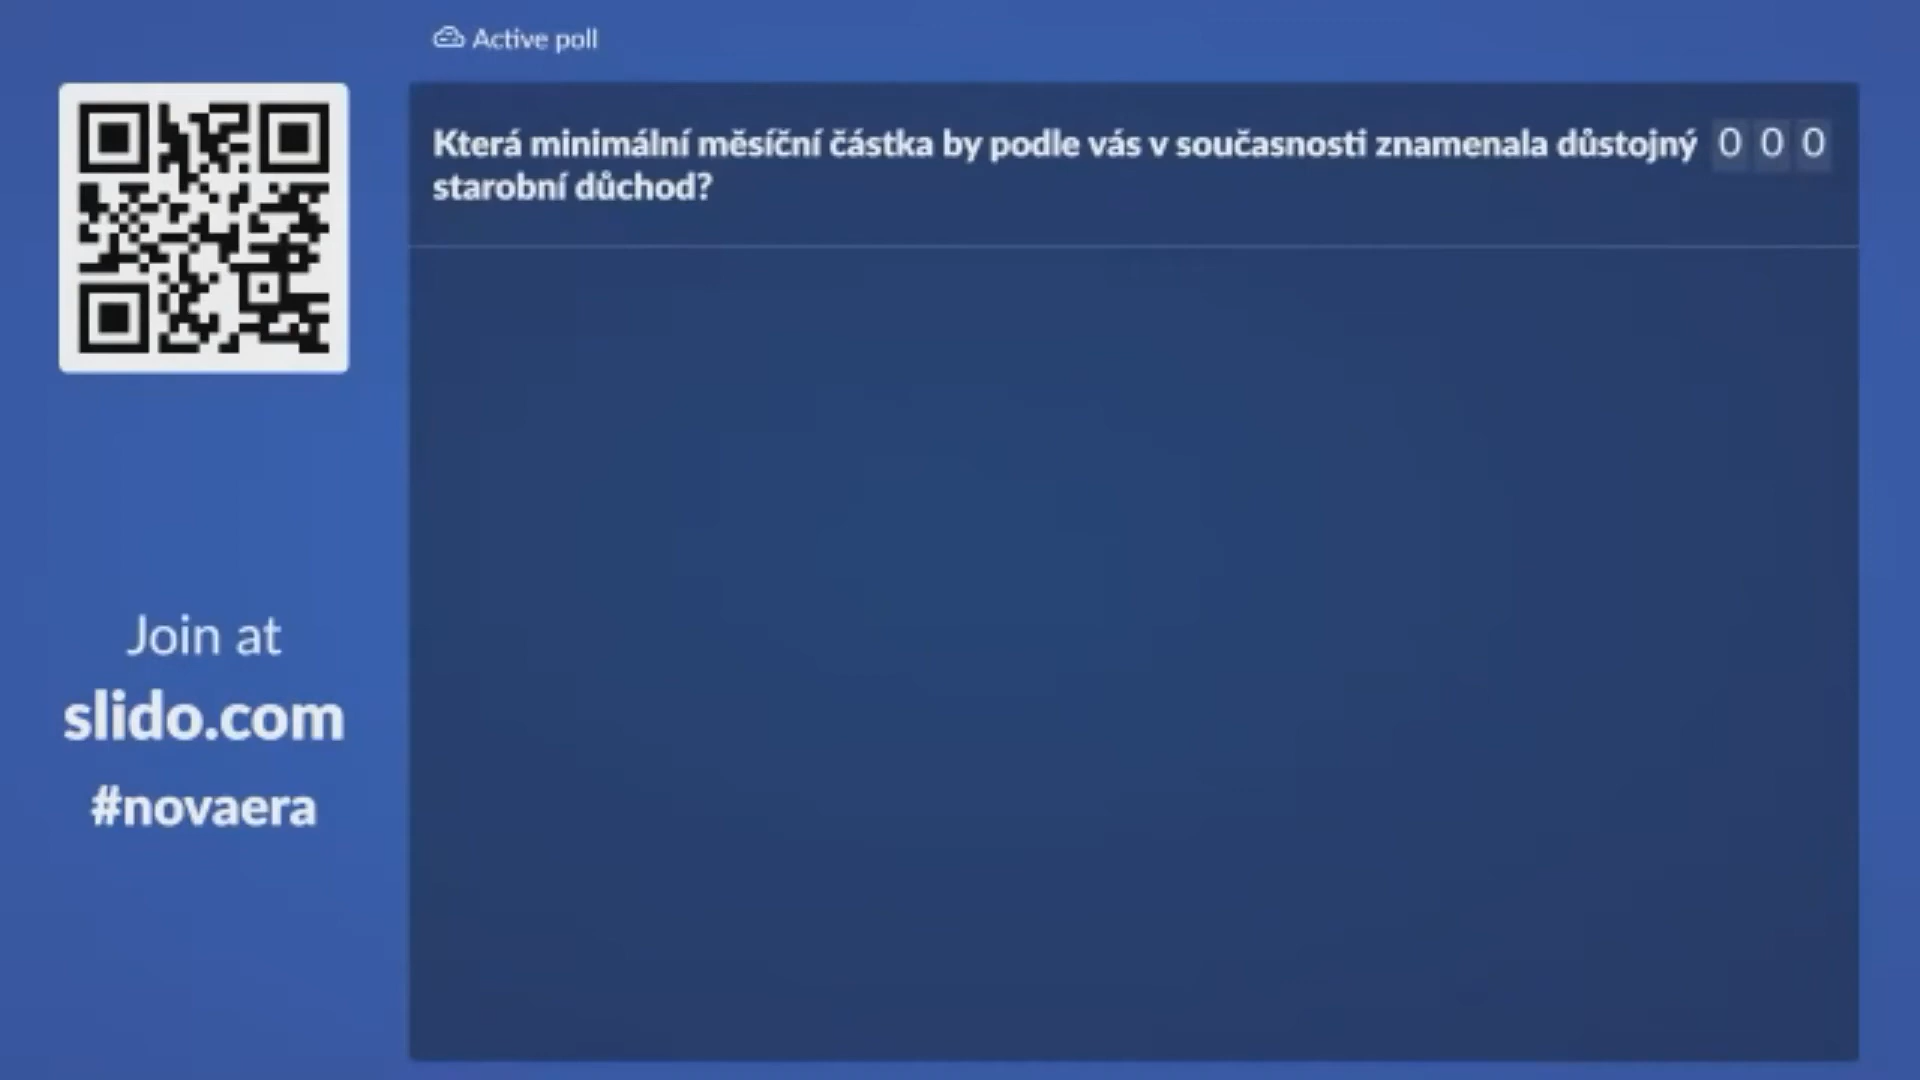 Active poll
Která minimální měsíční částka by podle vás v současnosti znamenala důstojný 0 0 0
starobní důchod?
Join at
slido.com
#novaera